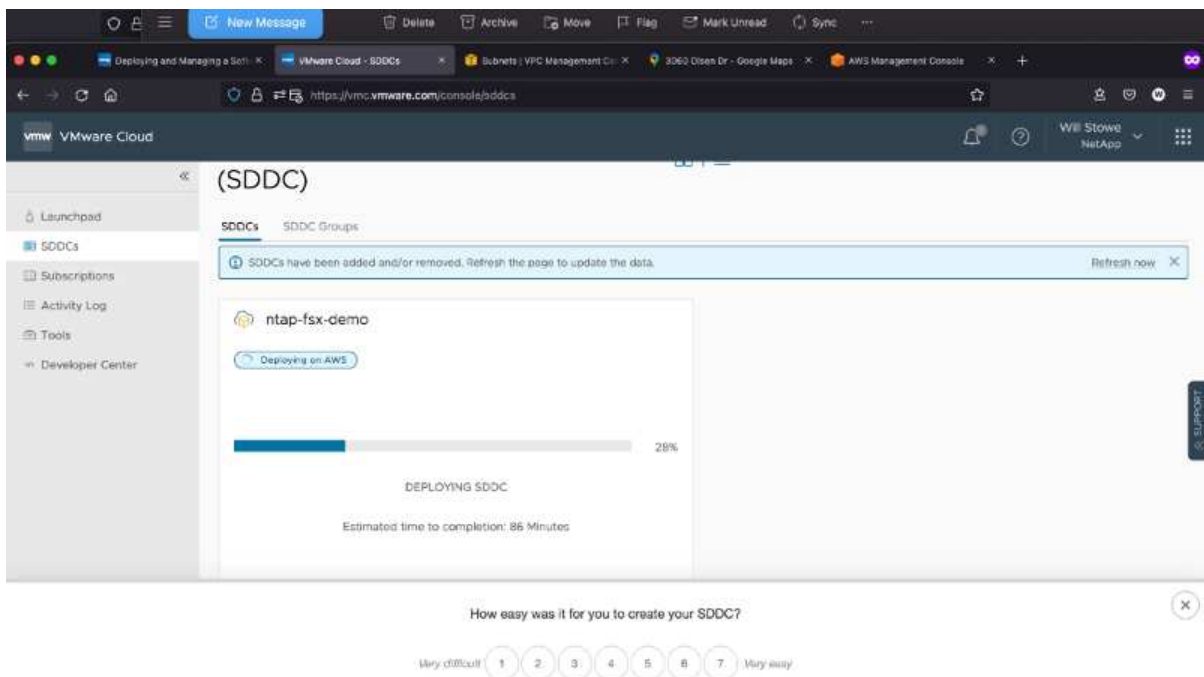 New Message Delete Archive Move Flag Mark Unread Sync ...
Deploying and Managing a Soft VMware Cloud - SDDCs Subnets | VPC Management Co 3060 Olsen Dr - Google Maps AWS Management Console
https://vmc.vmware.com/console/sddcs
vmw VMware Cloud
Will Stowe
NetApp
(SDDC)
Launchpad
SDDCs
Subscriptions
Activity Log
Tools
Developer Center
SDDCs SDDC Groups
SDDCs have been added and/or removed. Refresh the page to update the data. Refresh now
ntap-fsx-demo
Deploying on AWS
28%
DEPLOYING SDDC
Estimated time to completion: 86 Minutes
SUPPORT
How easy was it for you to create your SDDC?
Very difficult 1 2 3 4 5 6 7 Very easy